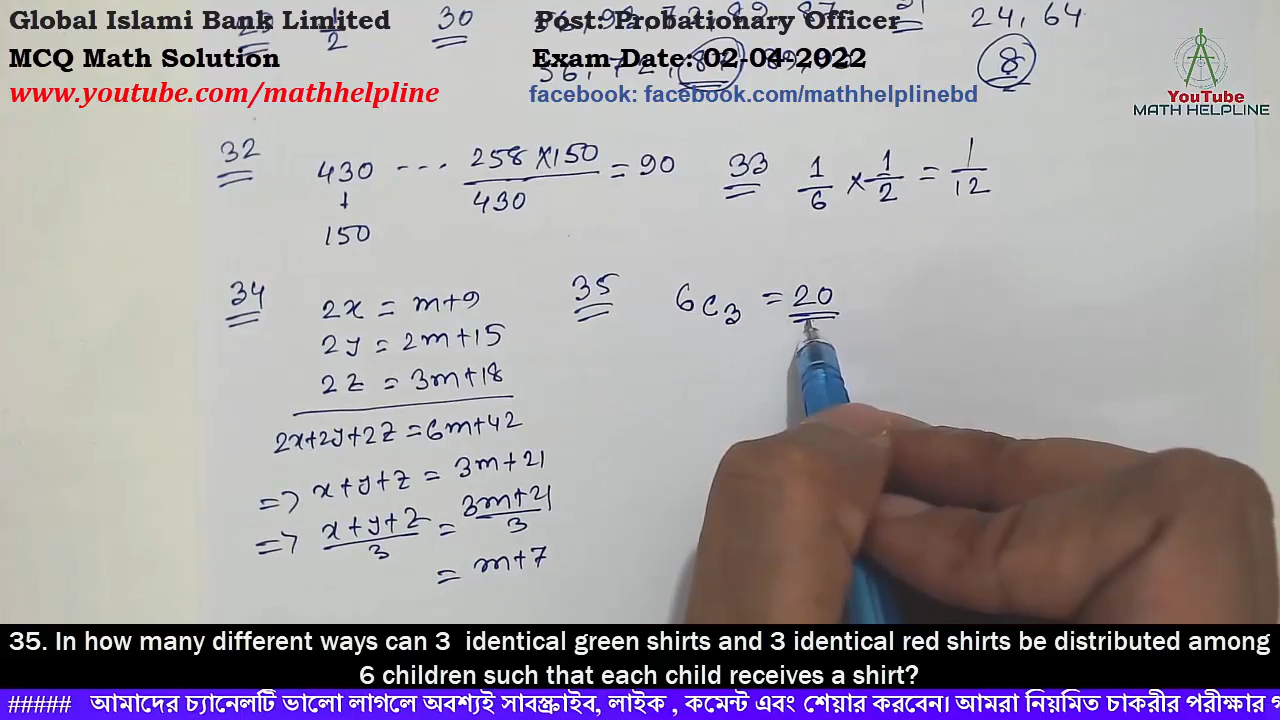 Global Islami Bank Limited
Post: Probationary Officer
MCQ Math Solution
Exam Date: 02-04-2022
www.youtube.com/mathhelpline
facebook: facebook.com/mathhelplinebd
YouTube
MATH HELPLINE
1/2
30
24, 64
8
32
430 --- 258×150/430 = 90
150
33
1/6 × 1/2 = 1/12
34
2x = m+9
2y = 2m+15
2z = 3m+18
2x+2y+2z = 6m+42
=> x+y+z = 3m+21
=> x+y+z/3 = 3m+21/3
= m+7
35
6C3 = 20
35. In how many different ways can 3 identical green shirts and 3 identical red shirts be distributed among
6 children such that each child receives a shirt?
##### আমাদের চ্যানেলটি ভালো লাগলে অবশ্যই সাবস্ক্রাইব, লাইক , কমেন্ট এবং শেয়ার করবেন। আমরা নিয়মিত চাকরীর পরীক্ষার